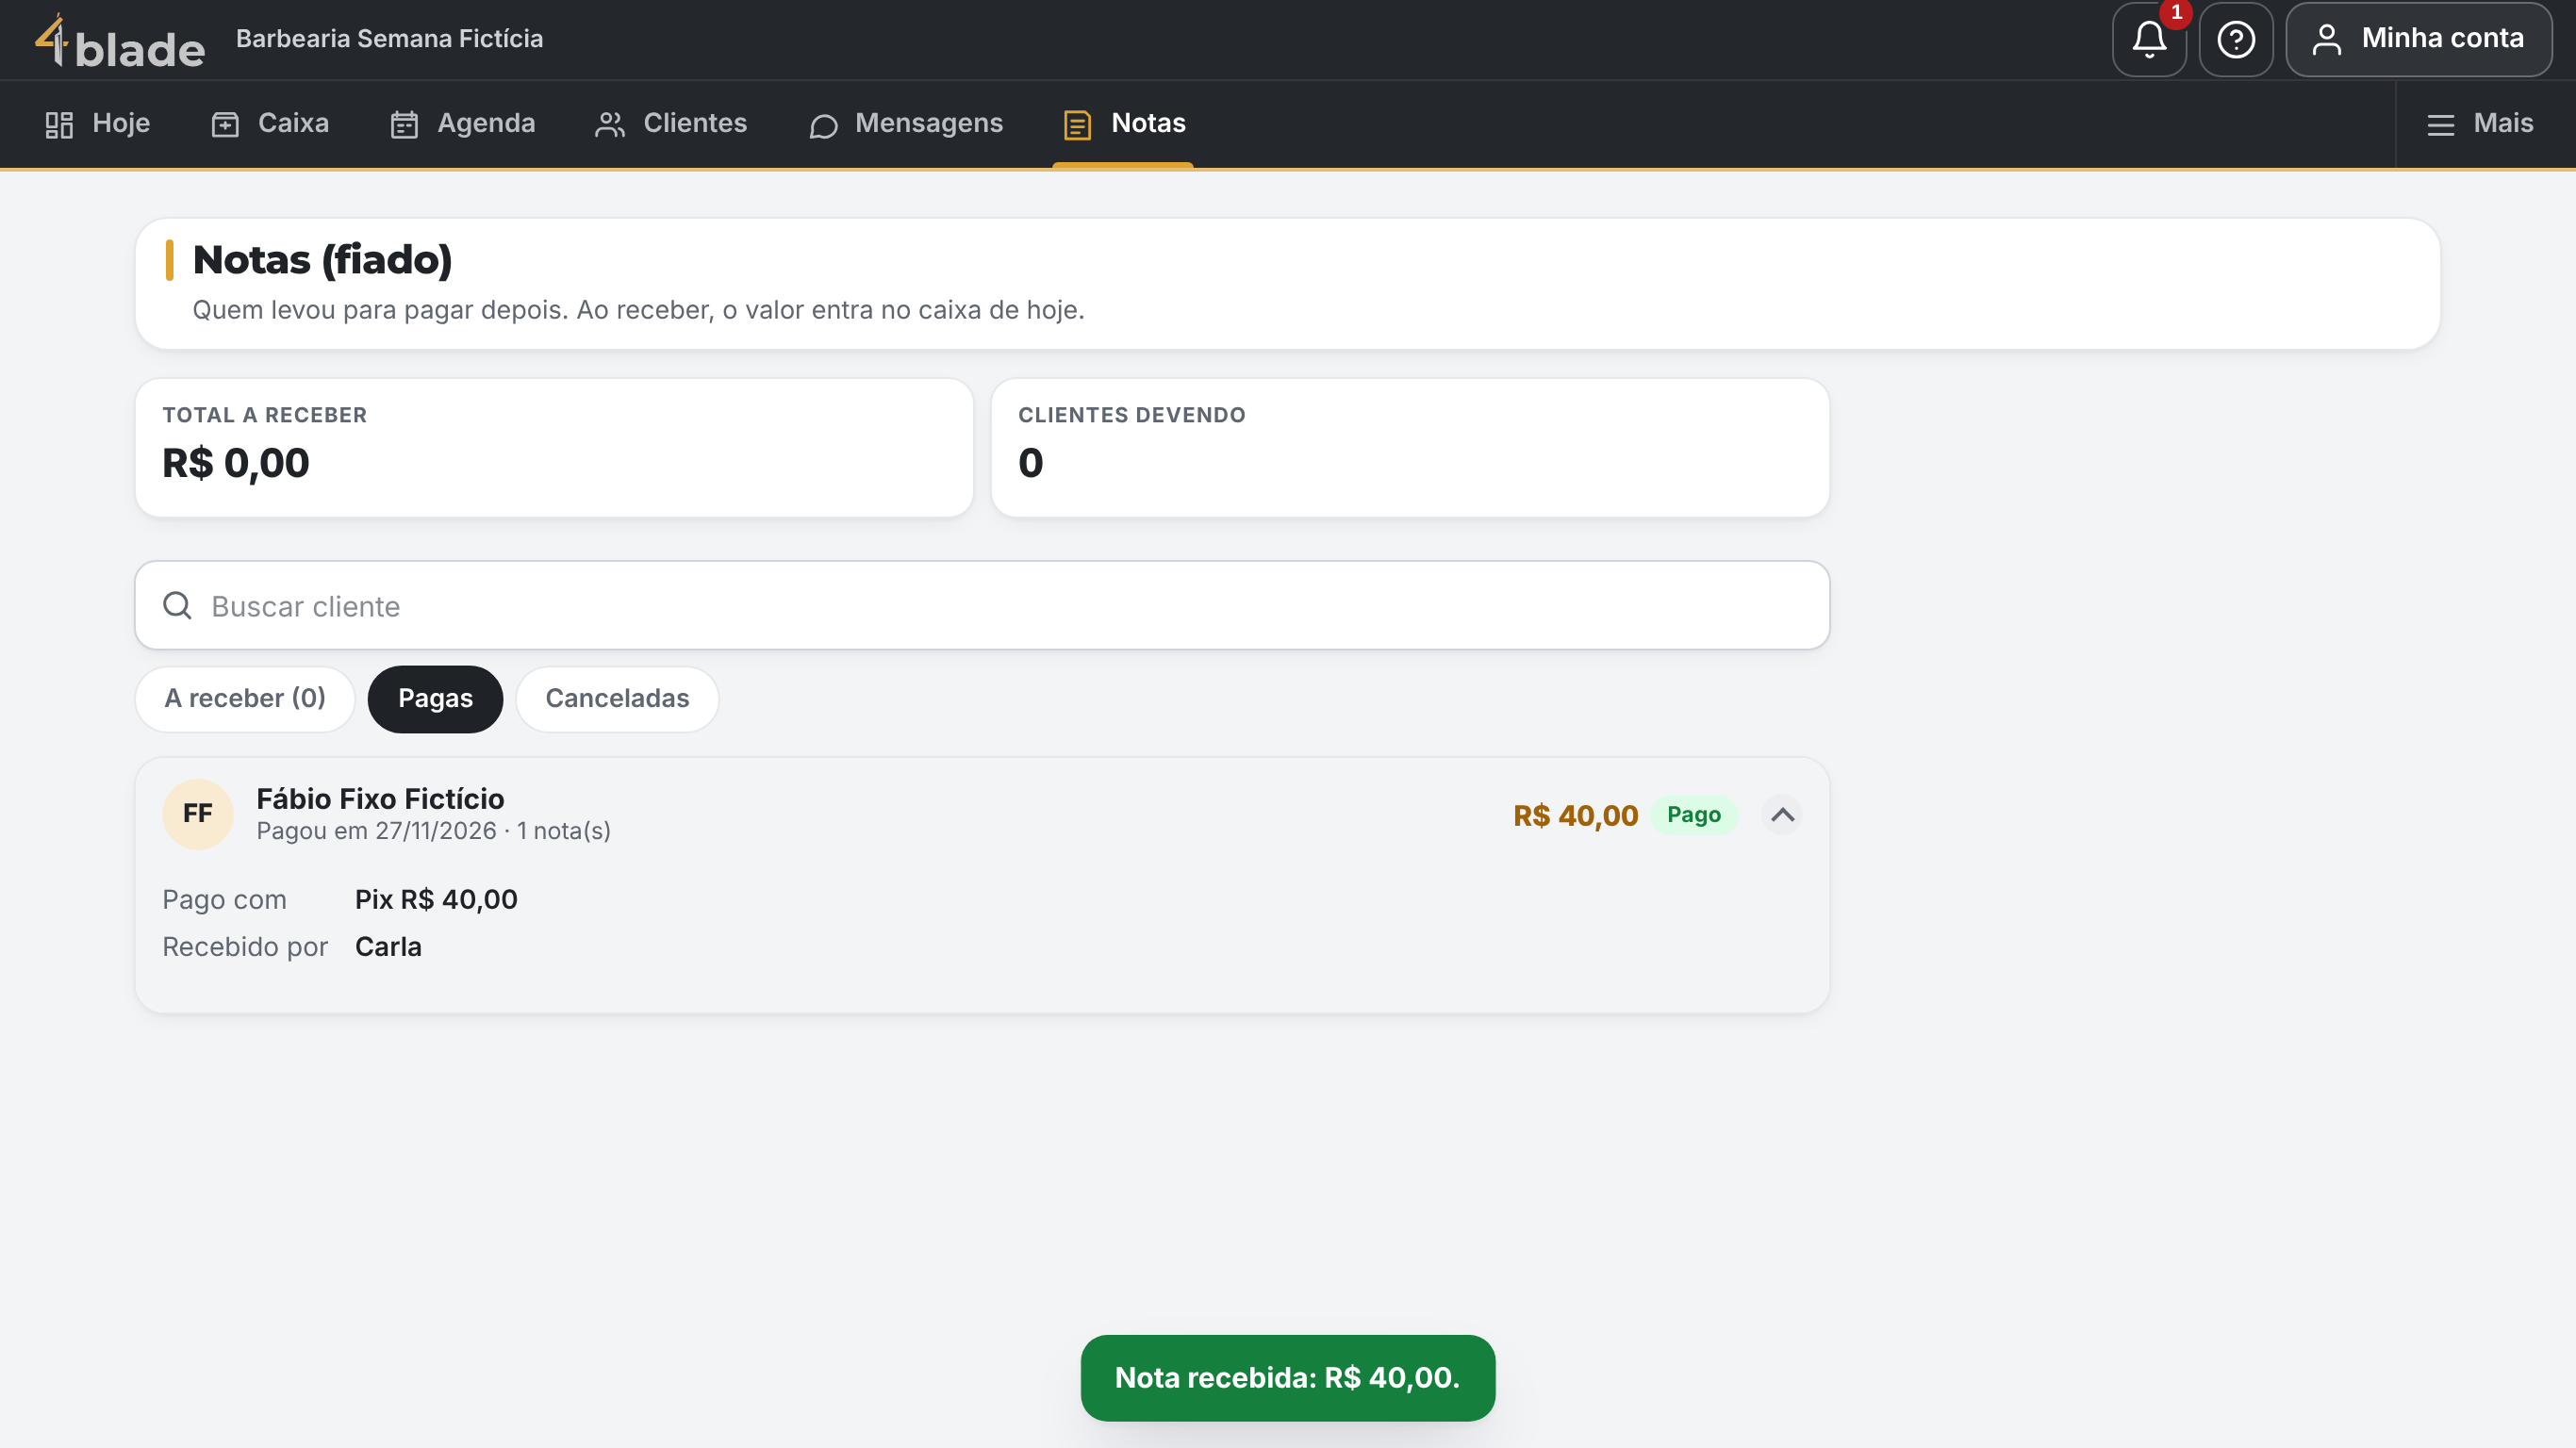 4blade
Barbearia Semana Fictícia
1
Minha conta
Hoje
Caixa
Agenda
Clientes
Mensagens
Notas
Mais
Notas (fiado)
Quem levou para pagar depois. Ao receber, o valor entra no caixa de hoje.
TOTAL A RECEBER
R$ 0,00
CLIENTES DEVENDO
0
Buscar cliente
A receber (0)
Pagas
Canceladas
FF
Fábio Fixo Fictício
Pagou em 27/11/2026 · 1 nota(s)
R$ 40,00
Pago
Pago com Pix R$ 40,00
Recebido por Carla
Nota recebida: R$ 40,00.